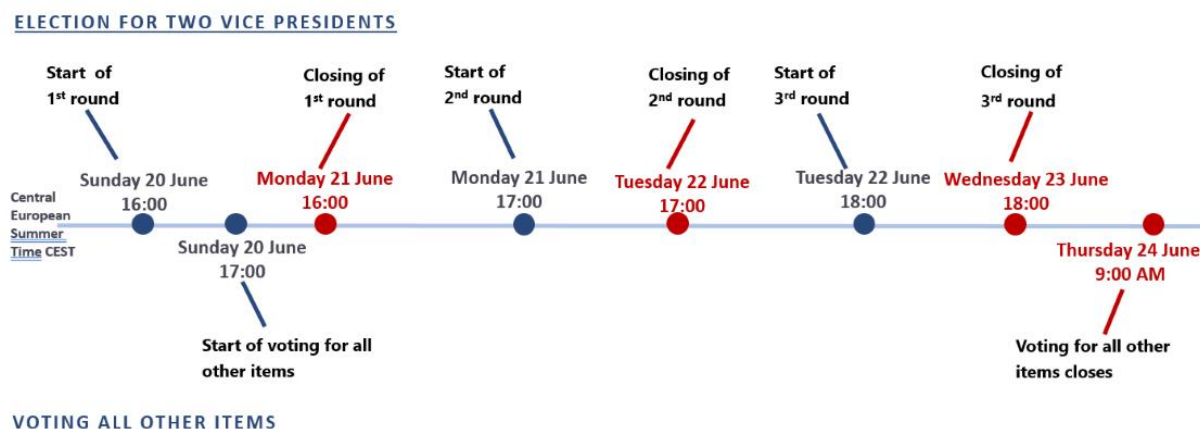 ELECTION FOR TWO VICE PRESIDENTS
Start of
1st round
Closing of
1st round
Start of
2nd round
Closing of
2nd round
Start of
3rd round
Closing of
3rd round
Sunday 20 June
16:00
Monday 21 June
16:00
Monday 21 June
17:00
Tuesday 22 June
17:00
Tuesday 22 June
18:00
Wednesday 23 June
18:00
Central
European
Summer
Time CEST
Sunday 20 June
17:00
Thursday 24 June
9:00 AM
Start of voting for all
other items
Voting for all other
items closes
VOTING ALL OTHER ITEMS